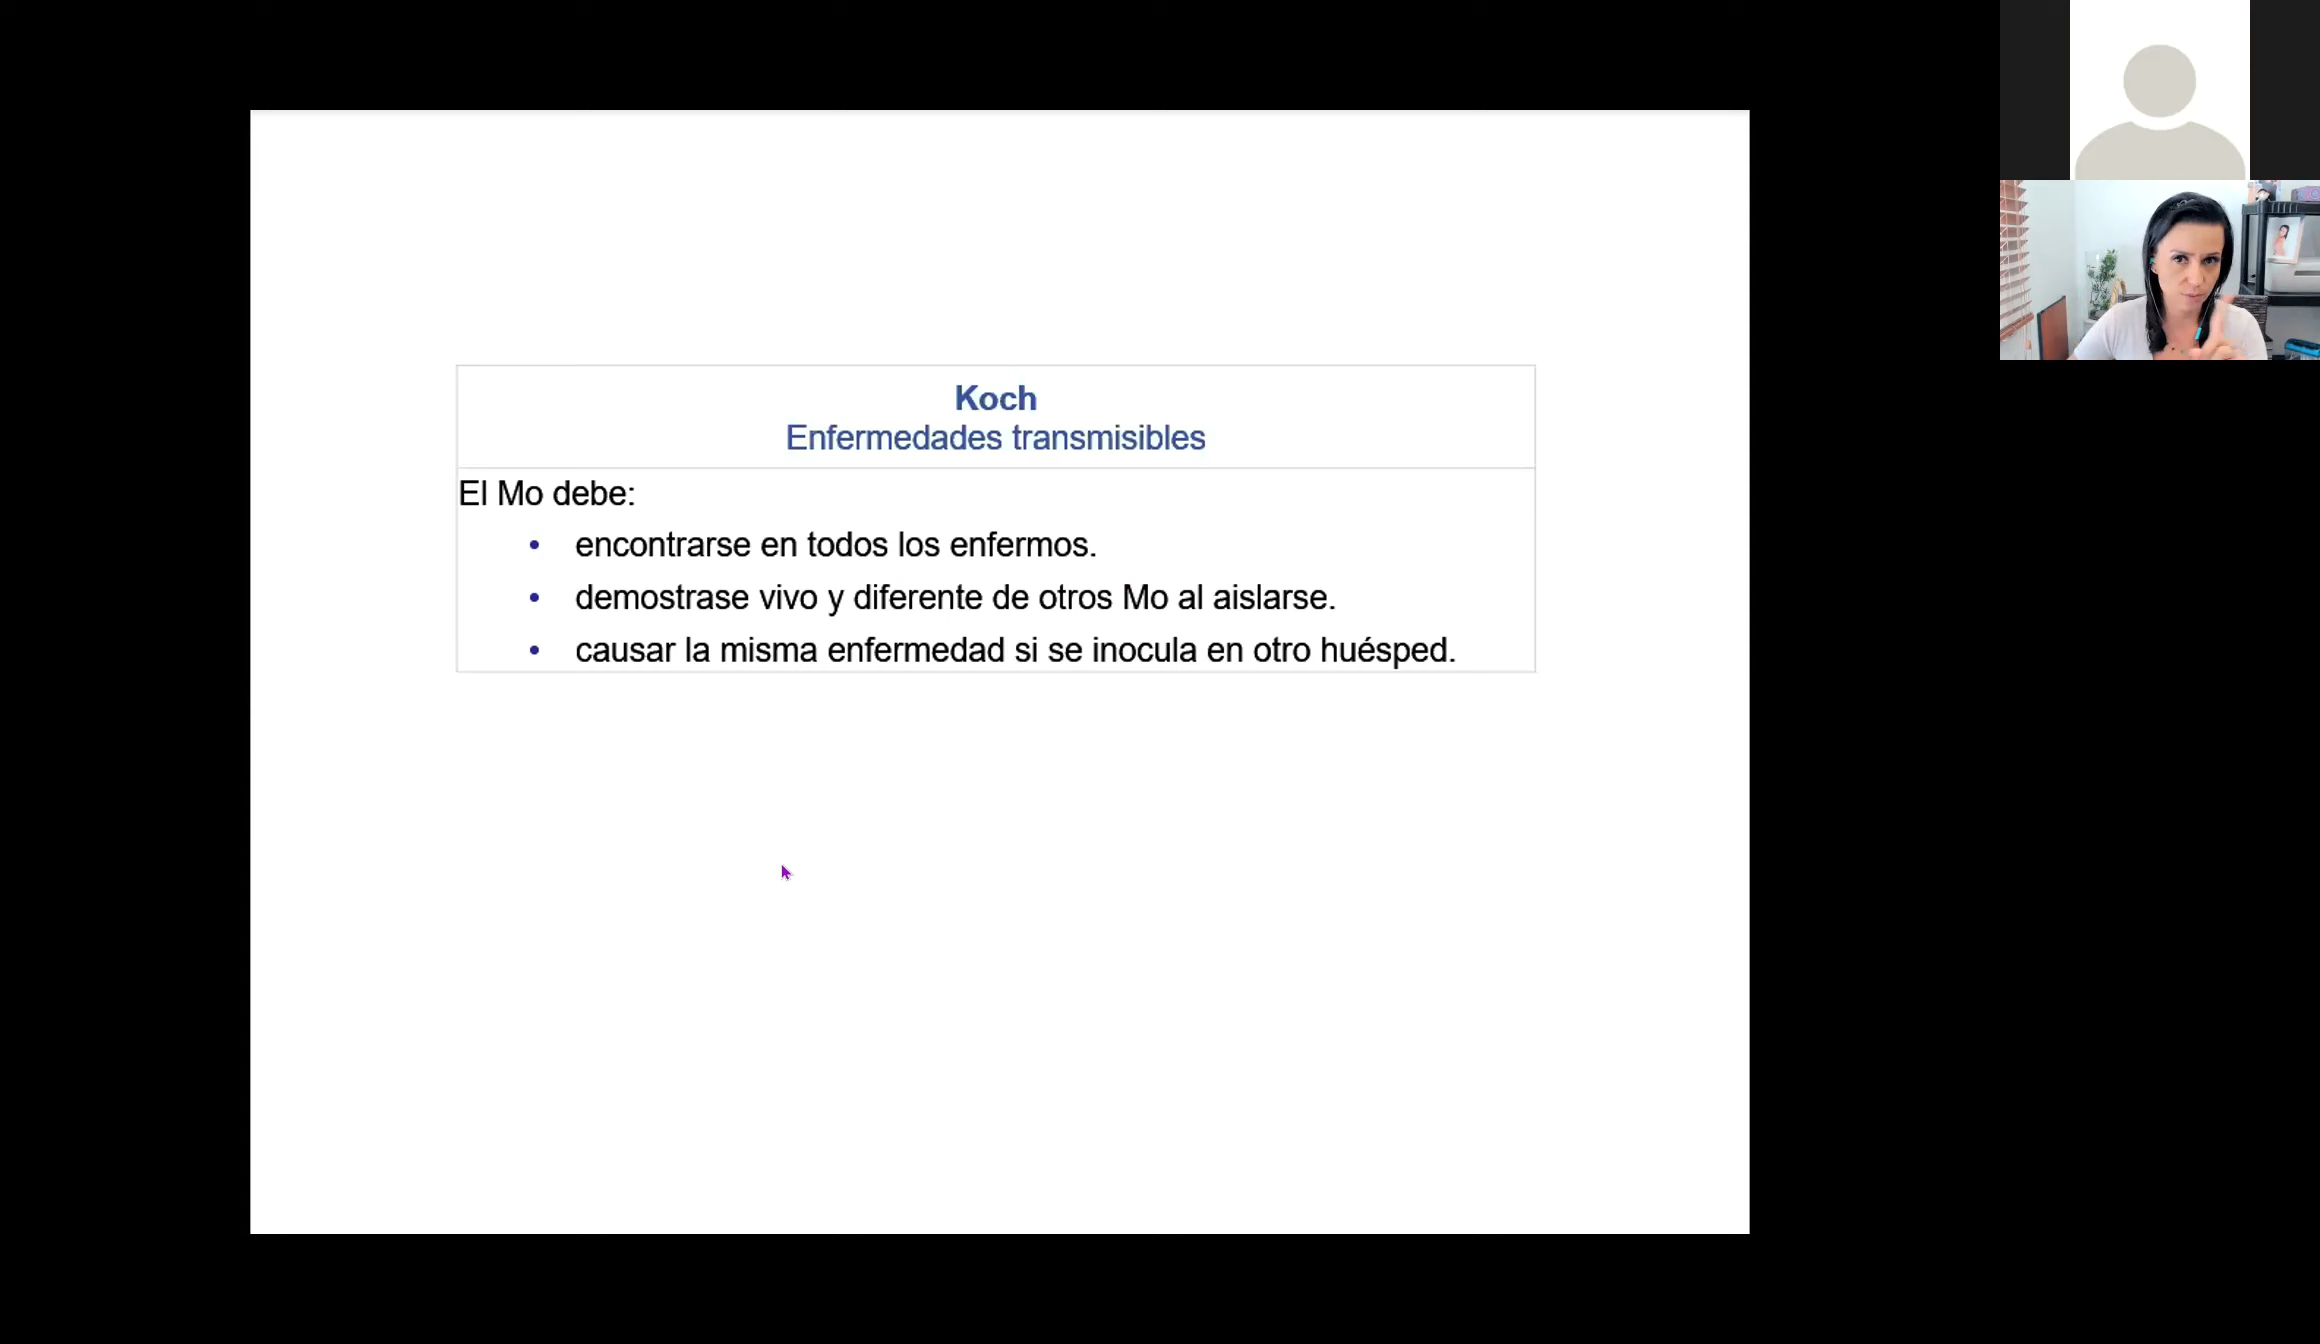 Koch
Enfermedades transmisibles
El Mo debe:
• encontrarse en todos los enfermos.
• demostrase vivo y diferente de otros Mo al aislarse.
• causar la misma enfermedad si se inocula en otro huésped.